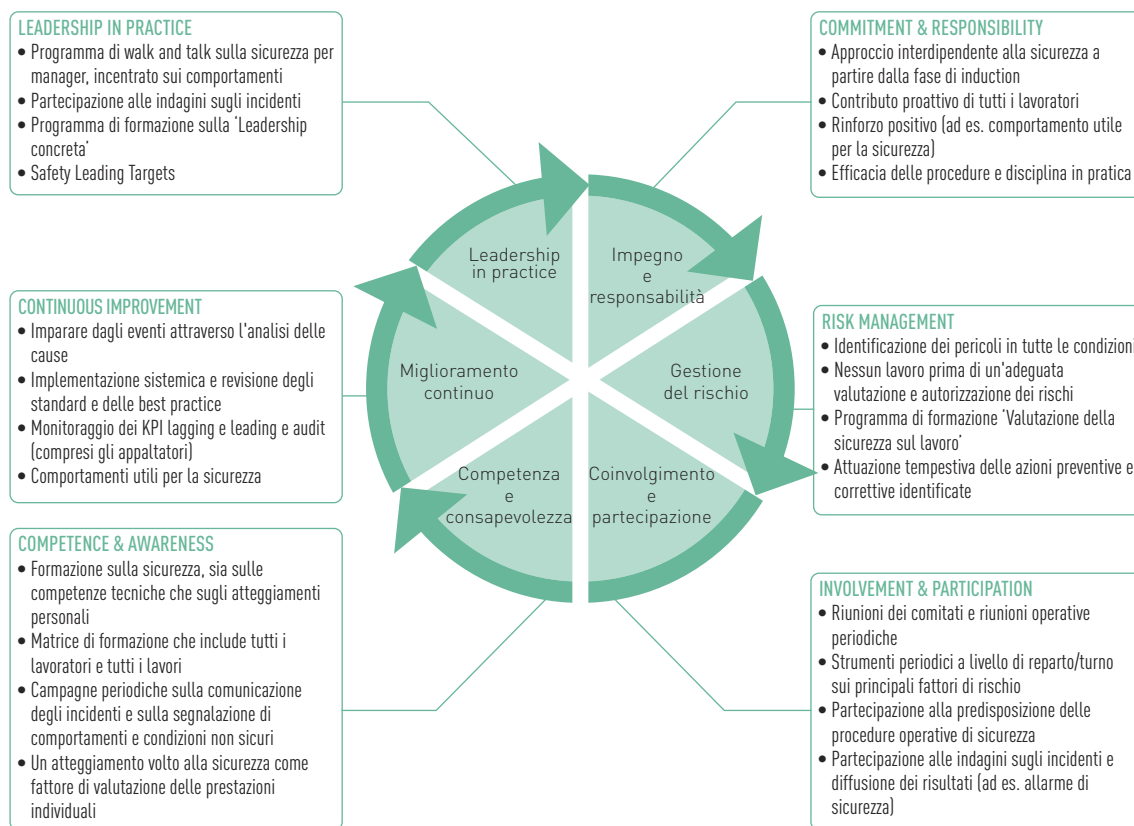 LEADERSHIP IN PRACTICE
• Programma di walk and talk sulla sicurezza per
manager, incentrato sui comportamenti
• Partecipazione alle indagini sugli incidenti
• Programma di formazione sulla 'Leadership
concreta'
• Safety Leading Targets
COMMITMENT & RESPONSIBILITY
• Approccio interdipendente alla sicurezza a
partire dalla fase di induction
• Contributo proattivo di tutti i lavoratori
• Rinforzo positivo (ad es. comportamento utile
per la sicurezza)
• Efficacia delle procedure e disciplina in pratica
Leadership
in practice
Impegno
e
responsabilità
Miglioramento
continuo
Gestione
del rischio
Competenza
e
consapevolezza
Coinvolgimento
e
partecipazione
CONTINUOUS IMPROVEMENT
• Imparare dagli eventi attraverso l'analisi delle
cause
• Implementazione sistemica e revisione degli
standard e delle best practice
• Monitoraggio dei KPI lagging e leading e audit
(compresi gli appaltatori)
• Comportamenti utili per la sicurezza
RISK MANAGEMENT
• Identificazione dei pericoli in tutte le condizioni
• Nessun lavoro prima di un'adeguata
valutazione e autorizzazione dei rischi
• Programma di formazione 'Valutazione della
sicurezza sul lavoro'
• Attuazione tempestiva delle azioni preventive e
correttive identificate
COMPETENCE & AWARENESS
• Formazione sulla sicurezza, sia sulle
competenze tecniche che sugli atteggiamenti
personali
• Matrice di formazione che include tutti i
lavoratori e tutti i lavori
• Campagne periodiche sulla comunicazione
degli incidenti e sulla segnalazione di
comportamenti e condizioni non sicuri
• Un atteggiamento volto alla sicurezza come
fattore di valutazione delle prestazioni
individuali
INVOLVEMENT & PARTICIPATION
• Riunioni dei comitati e riunioni operative
periodiche
• Strumenti periodici a livello di reparto/turno
sui principali fattori di rischio
• Partecipazione alla predisposizione delle
procedure operative di sicurezza
• Partecipazione alle indagini sugli incidenti e
diffusione dei risultati (ad es. allarme di
sicurezza)